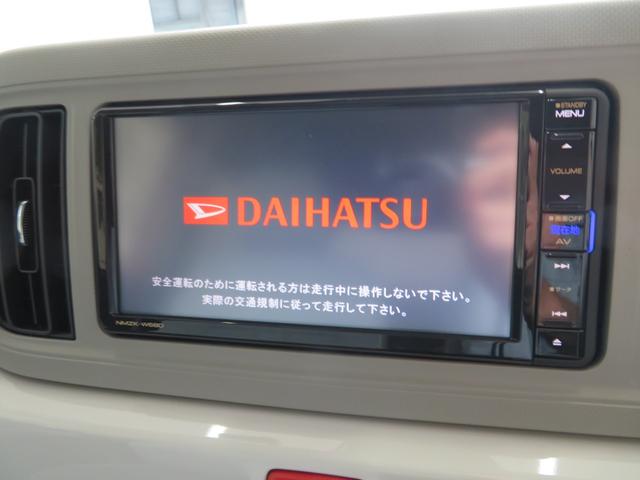 STANDBY
MENU
VOLUME
画面OFF
現在地
AV
サーチ
DAIHATSU
安全運転のために運転される方は走行中に操作しないで下さい。
実際の交通規制に従って走行して下さい。
NMZK-W68D